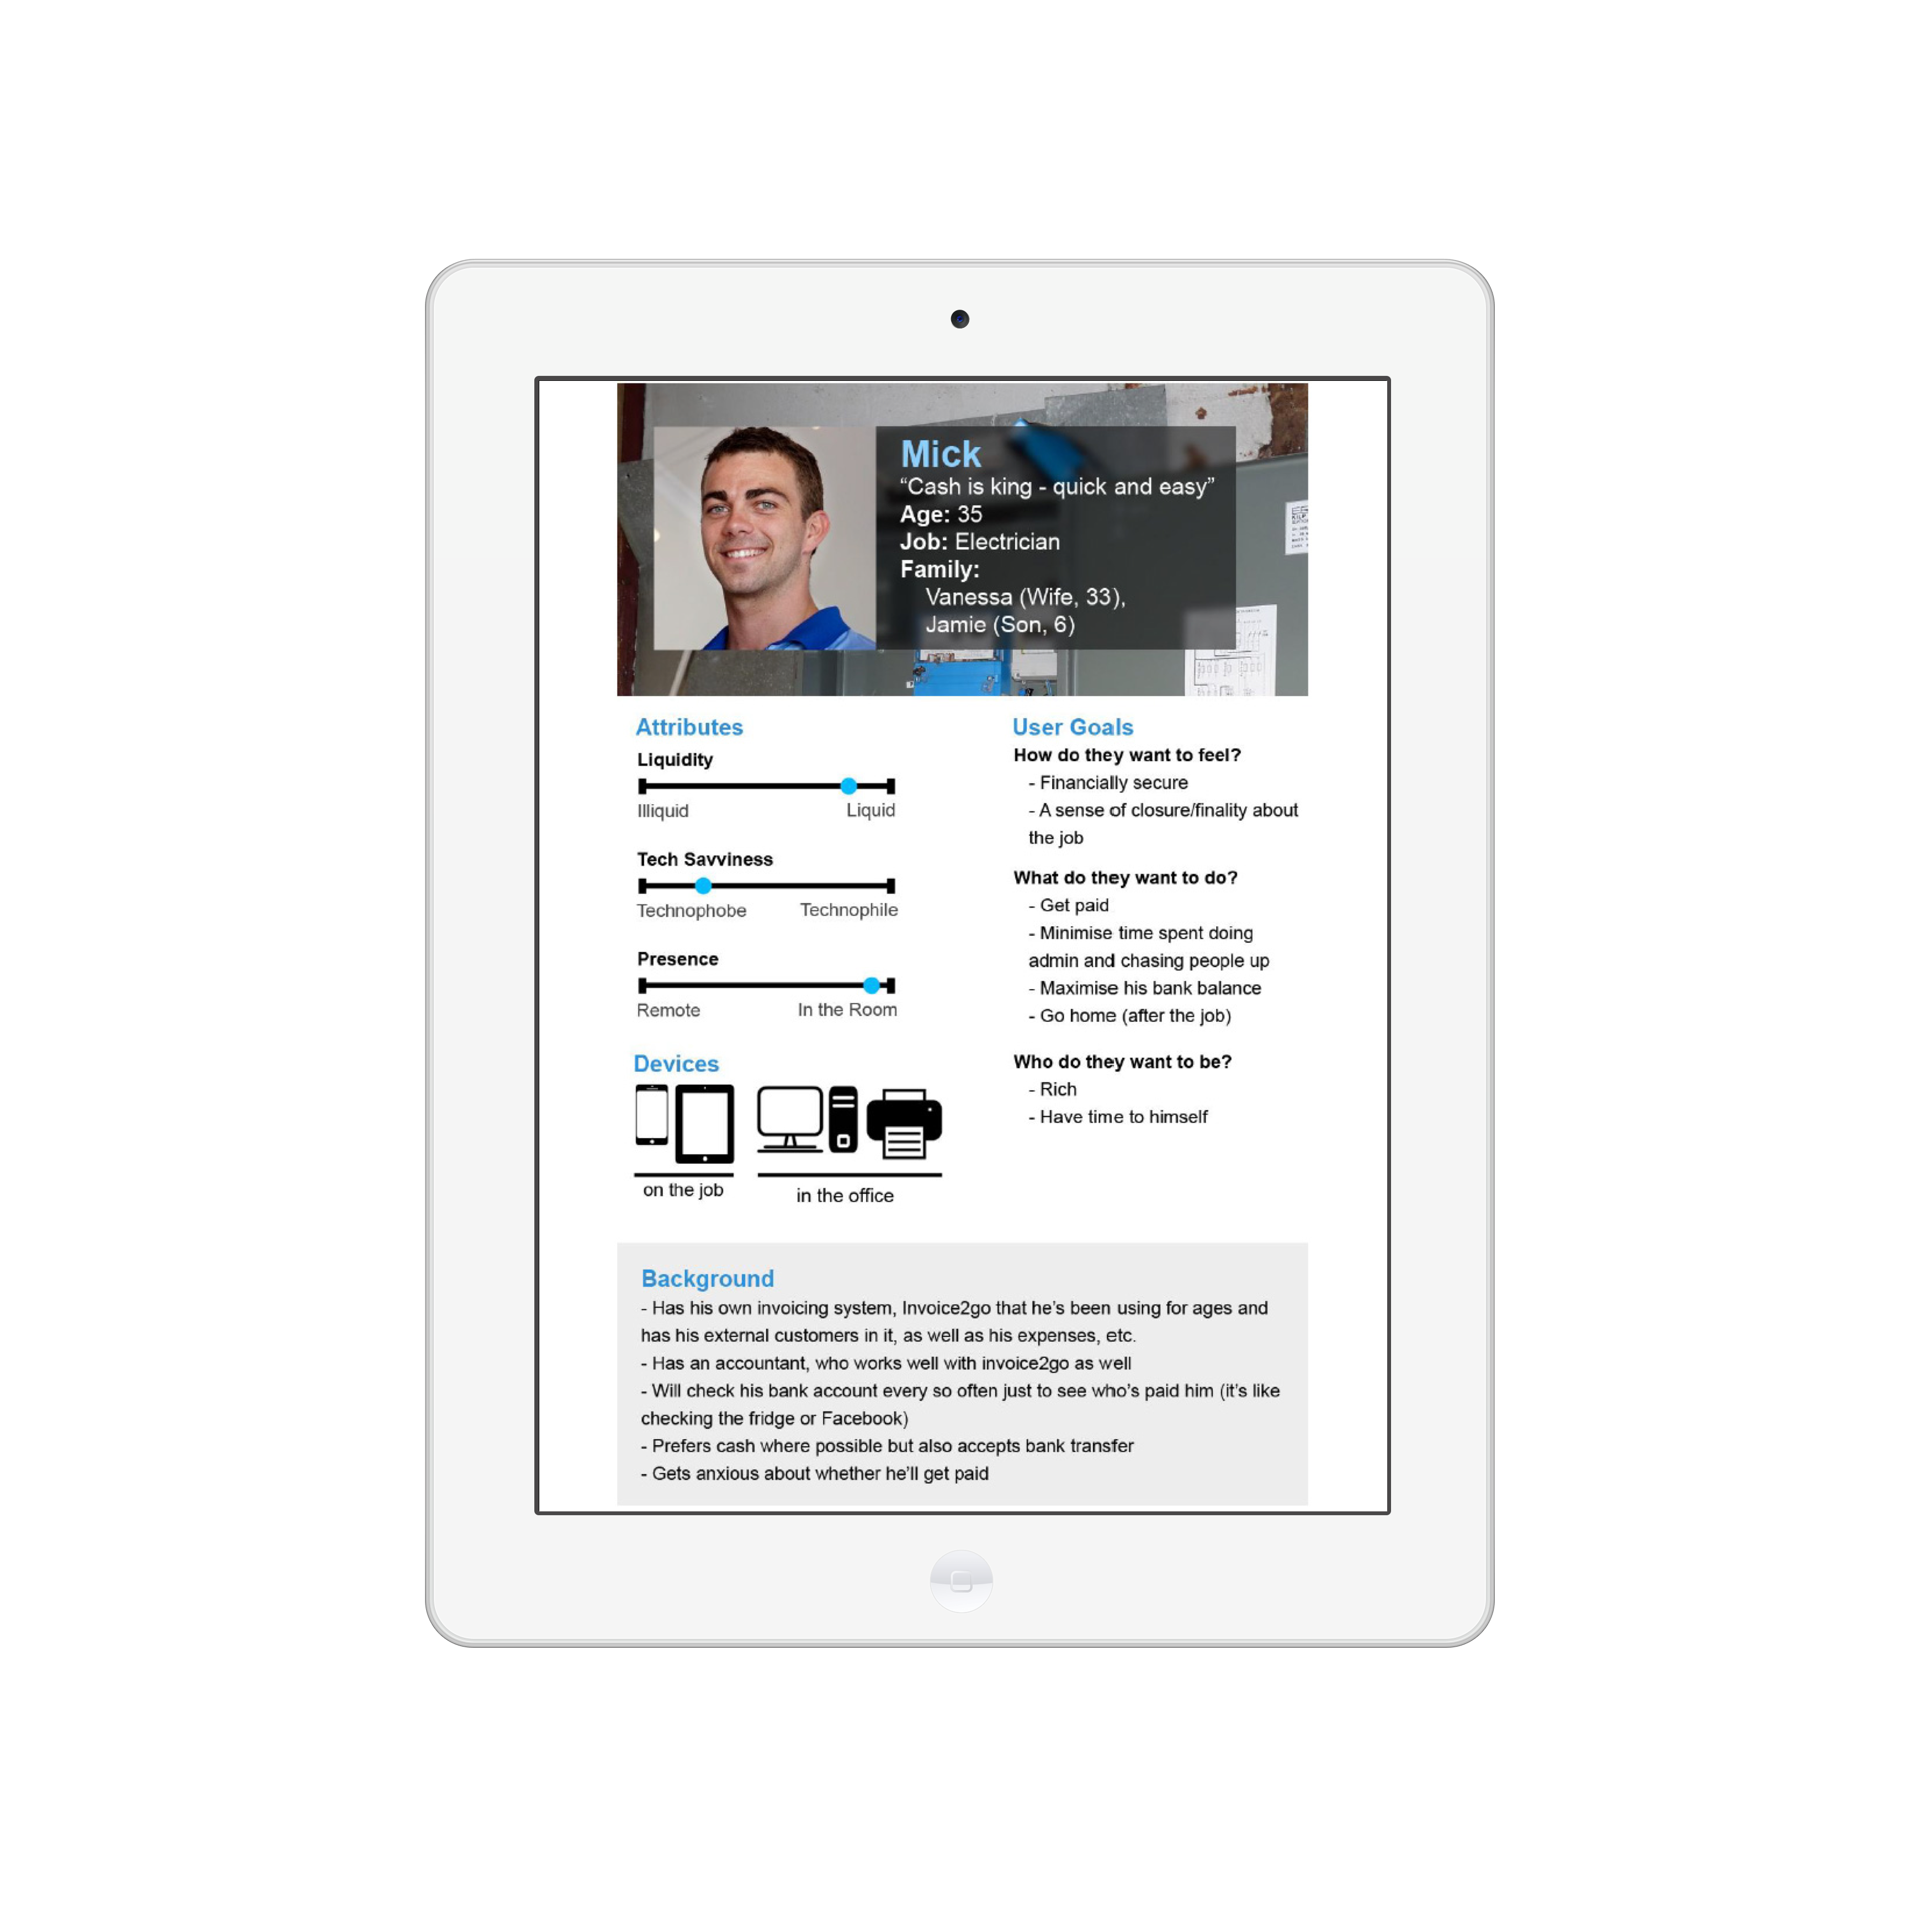 Mick
“Cash is king - quick and easy”
Age: 35
Job: Electrician
Family:
Vanessa (Wife, 33),
Jamie (Son, 6)
Attributes
Liquidity
Illiquid Liquid
Tech Savviness
Technophobe Technophile
Presence
Remote In the Room
Devices
on the job
in the office
User Goals
How do they want to feel?
- Financially secure
- A sense of closure/finality about
the job
What do they want to do?
- Get paid
- Minimise time spent doing
admin and chasing people up
- Maximise his bank balance
- Go home (after the job)
Who do they want to be?
- Rich
- Have time to himself
Background
- Has his own invoicing system, Invoice2go that he’s been using for ages and
has his external customers in it, as well as his expenses, etc.
- Has an accountant, who works well with invoice2go as well
- Will check his bank account every so often just to see who’s paid him (it’s like
checking the fridge or Facebook)
- Prefers cash where possible but also accepts bank transfer
- Gets anxious about whether he’ll get paid